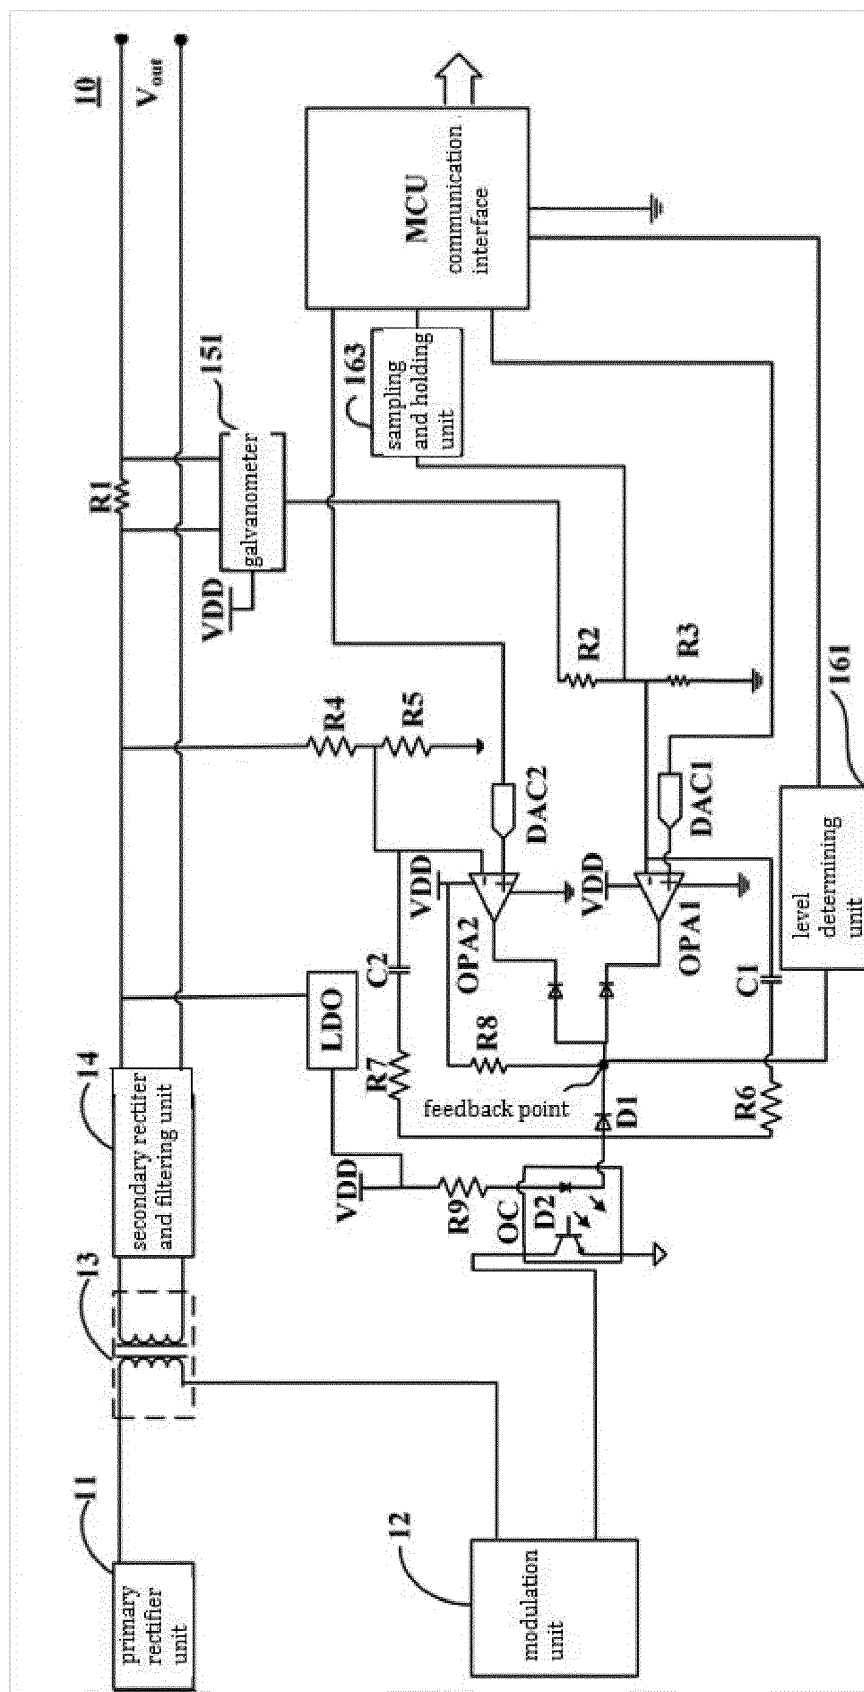 11
13
14
R1
10
primary
rectifier
unit
secondary rectifer
and filtering unit
Vout
VDD
151
galvanometer
LDO
R4
R5
VDD
R7
C2
VDD
163
sampling
and holding
unit
MCU
communication
interface
12
R9
R8
OPA2
DAC2
OC
D2
feedback point
R2
modulation
unit
D1
VDD
R3
OPA1
DAC1
R6
C1
161
level
determining
unit